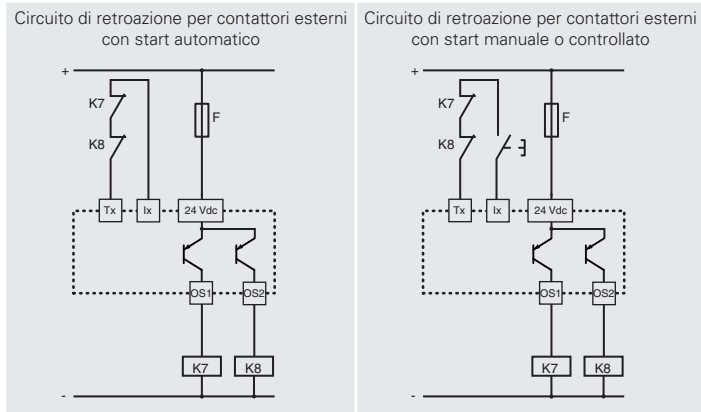 Circuito di retroazione per contattori esterni
con start automatico
+
K7
K8
F
Tx
Ix
24 Vdc
OS1
OS2
K7
K8
-
Circuito di retroazione per contattori esterni
con start manuale o controllato
+
K7
K8
F
Tx
Ix
24 Vdc
OS1
OS2
K7
K8
-